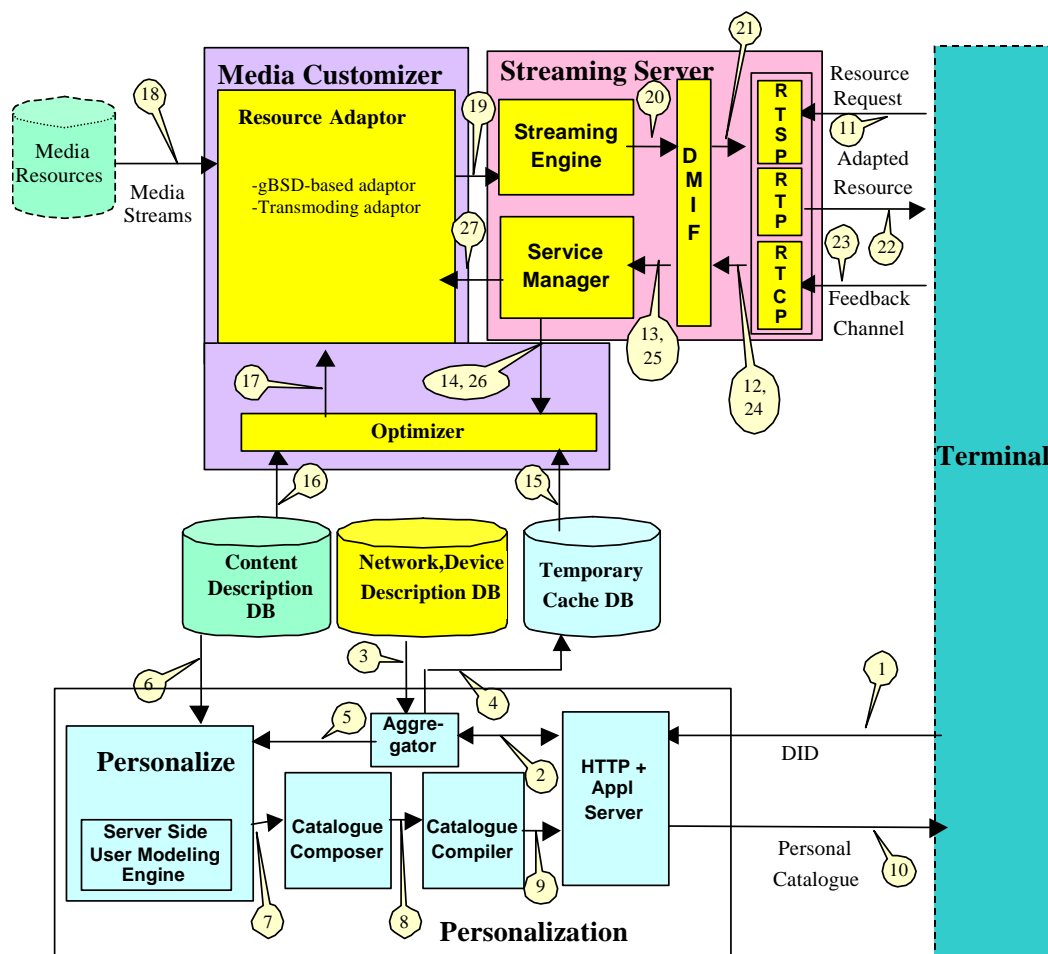 21
Media Customizer
Streaming Server
Resource
Request
18
19
20
RTSP
11
Resource Adaptor
Streaming
Engine
DMIF
Media
Resources
Adapted
Resource
-gBSD-based adaptor
-Transmoding adaptor
Media
Streams
RTP
22
27
23
Service
Manager
RTCP
Feedback
Channel
13,
25
17
14, 26
12,
24
Optimizer
Terminal
16
15
Content
Description
DB
Network,Device
Description DB
Temporary
Cache DB
3
6
4
1
5
Aggre-
gator
2
DID
Personalize
HTTP +
Appl
Server
Server Side
User Modeling
Engine
Catalogue
Composer
Catalogue
Compiler
Personal
Catalogue
10
9
7
8
Personalization